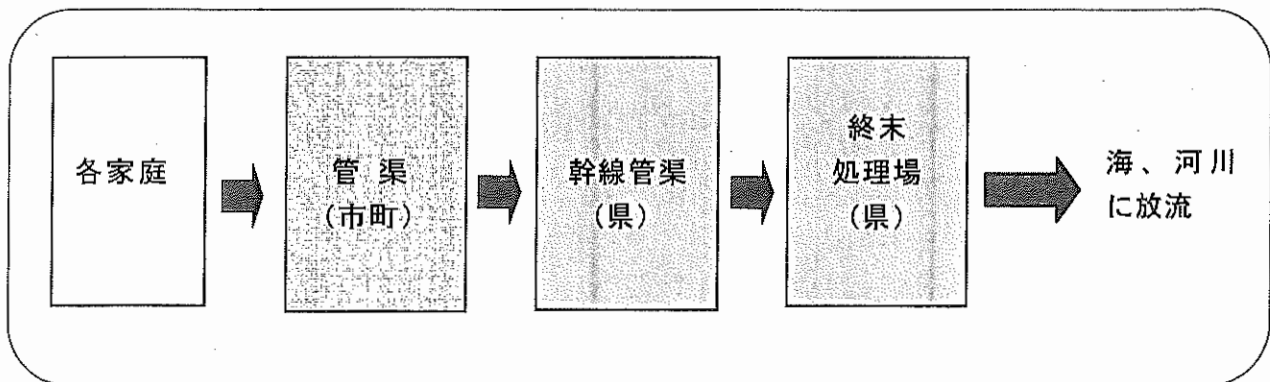 各家庭
管渠
(市町)
幹線管渠
(県)
終末
処理場
(県)
海、河川
に放流